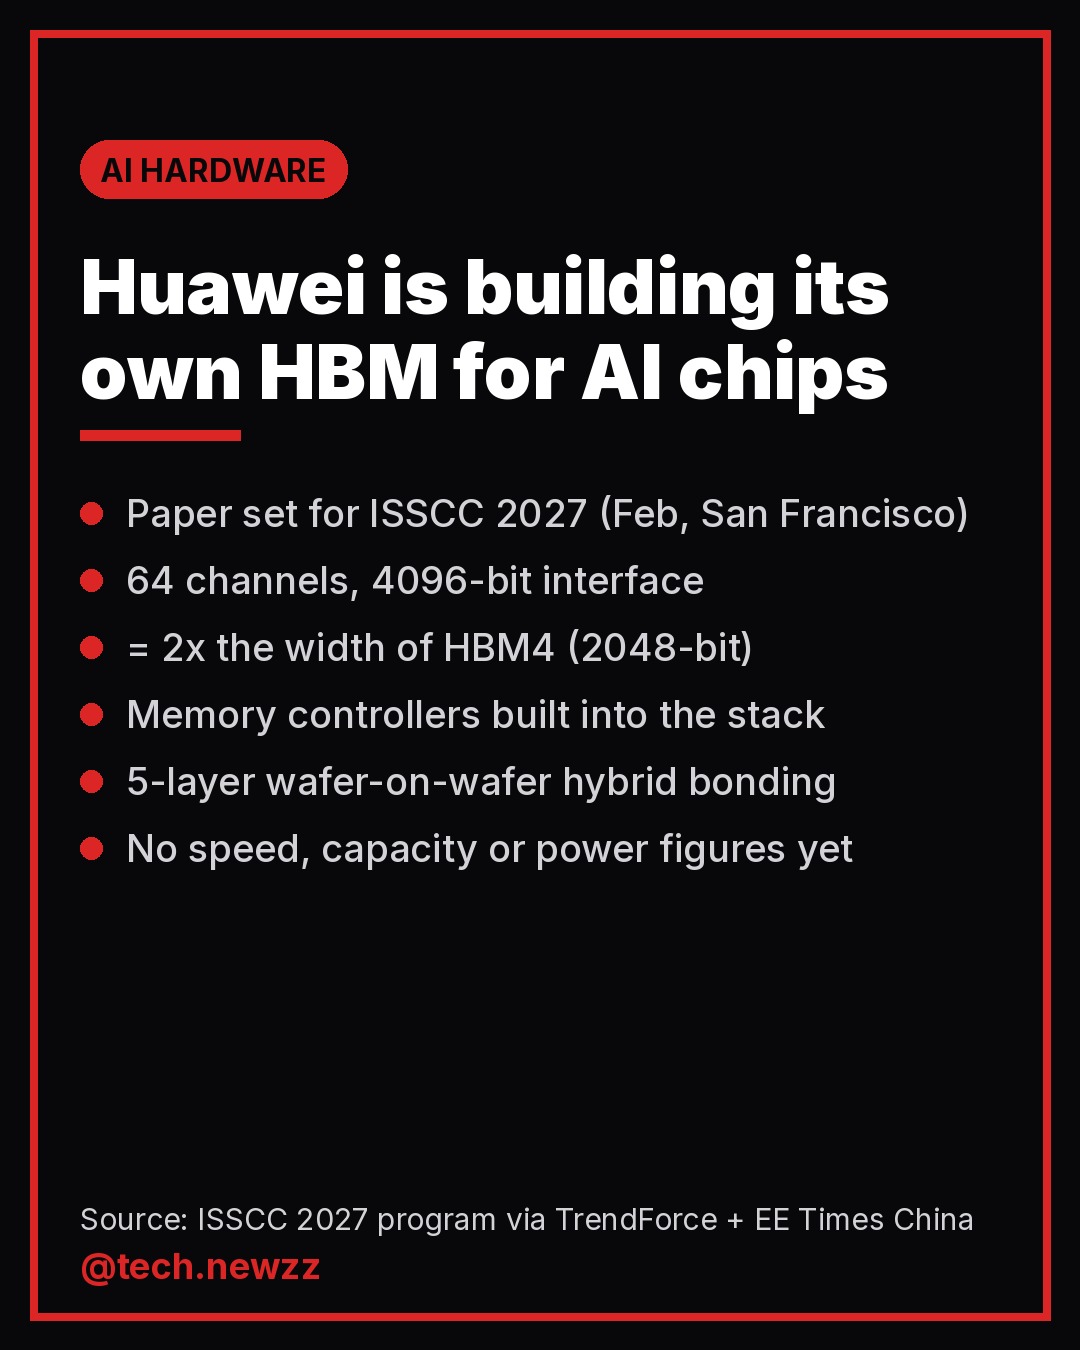 AI HARDWARE
Huawei is building its
own HBM for AI chips
Paper set for ISSCC 2027 (Feb, San Francisco)
64 channels, 4096-bit interface
= 2x the width of HBM4 (2048-bit)
Memory controllers built into the stack
5-layer wafer-on-wafer hybrid bonding
No speed, capacity or power figures yet
Source: ISSCC 2027 program via TrendForce + EE Times China
@tech.newzz